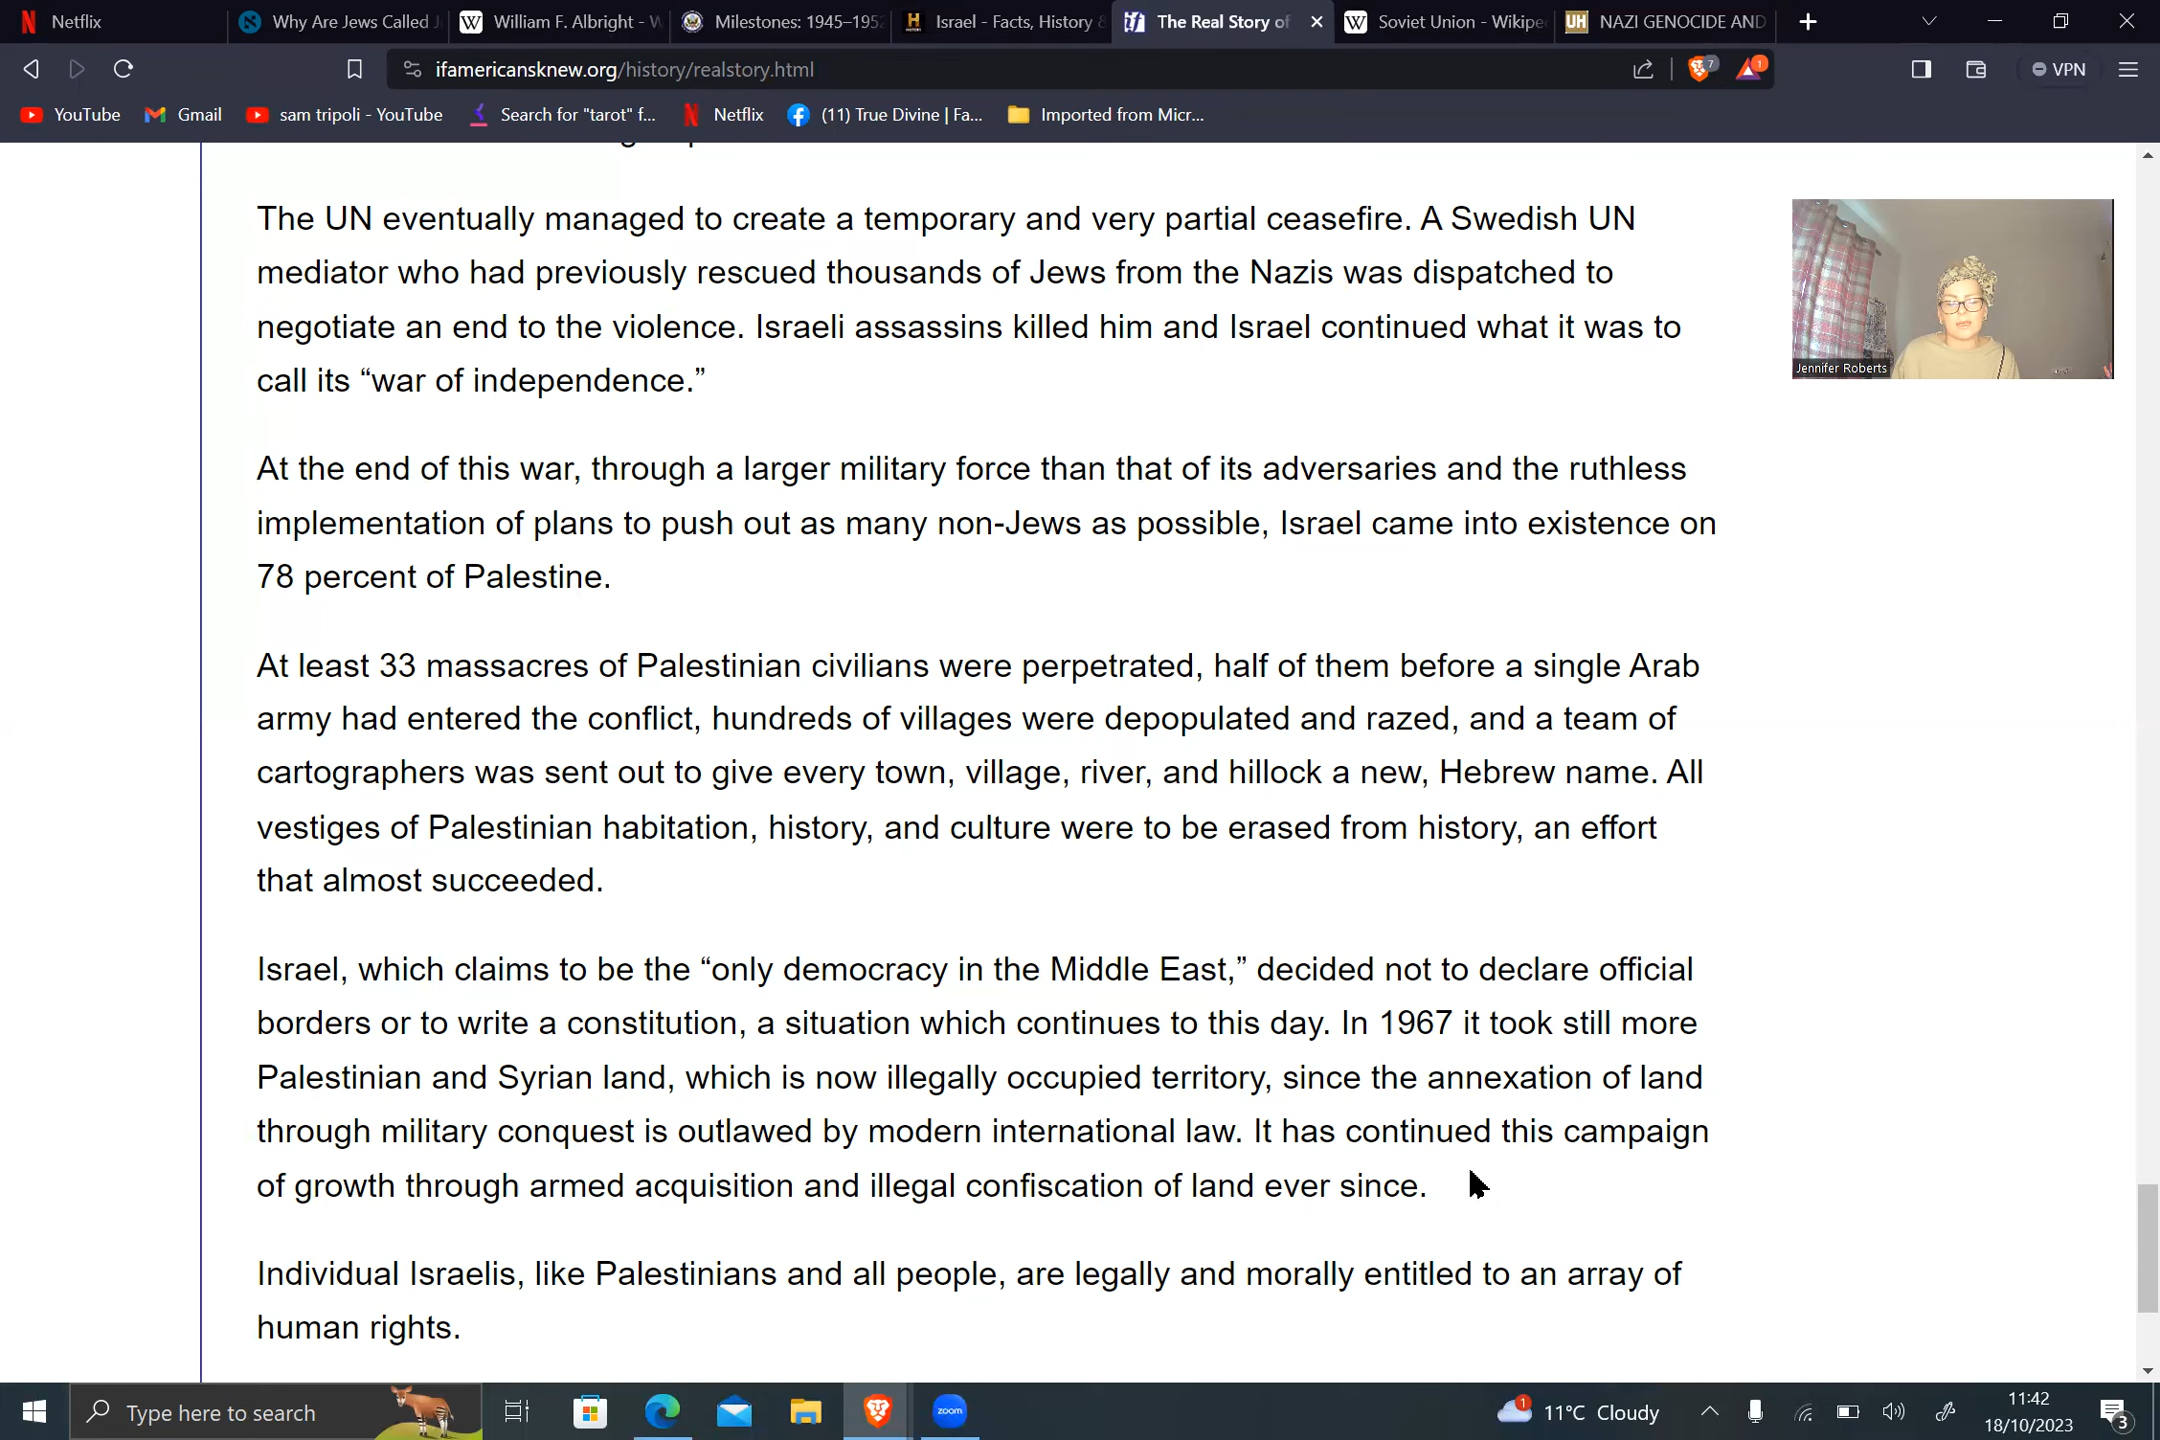 Netflix
Why Are Jews Called J
William F. Albright - W
Milestones: 1945–1952
Israel - Facts, History &
The Real Story of
Soviet Union - Wikipe
NAZI GENOCIDE AND
ifamericansknew.org/history/realstory.html
7
1
VPN
YouTube
Gmail
sam tripoli - YouTube
Search for "tarot" f...
Netflix
(11) True Divine | Fa...
Imported from Micr...
The UN eventually managed to create a temporary and very partial ceasefire. A Swedish UN
mediator who had previously rescued thousands of Jews from the Nazis was dispatched to
negotiate an end to the violence. Israeli assassins killed him and Israel continued what it was to
call its “war of independence.”
At the end of this war, through a larger military force than that of its adversaries and the ruthless
implementation of plans to push out as many non-Jews as possible, Israel came into existence on
78 percent of Palestine.
At least 33 massacres of Palestinian civilians were perpetrated, half of them before a single Arab
army had entered the conflict, hundreds of villages were depopulated and razed, and a team of
cartographers was sent out to give every town, village, river, and hillock a new, Hebrew name. All
vestiges of Palestinian habitation, history, and culture were to be erased from history, an effort
that almost succeeded.
Israel, which claims to be the “only democracy in the Middle East,” decided not to declare official
borders or to write a constitution, a situation which continues to this day. In 1967 it took still more
Palestinian and Syrian land, which is now illegally occupied territory, since the annexation of land
through military conquest is outlawed by modern international law. It has continued this campaign
of growth through armed acquisition and illegal confiscation of land ever since.
Individual Israelis, like Palestinians and all people, are legally and morally entitled to an array of
human rights.
Jennifer Roberts
Type here to search
zoom
1
11°C Cloudy
11:42
18/10/2023
3